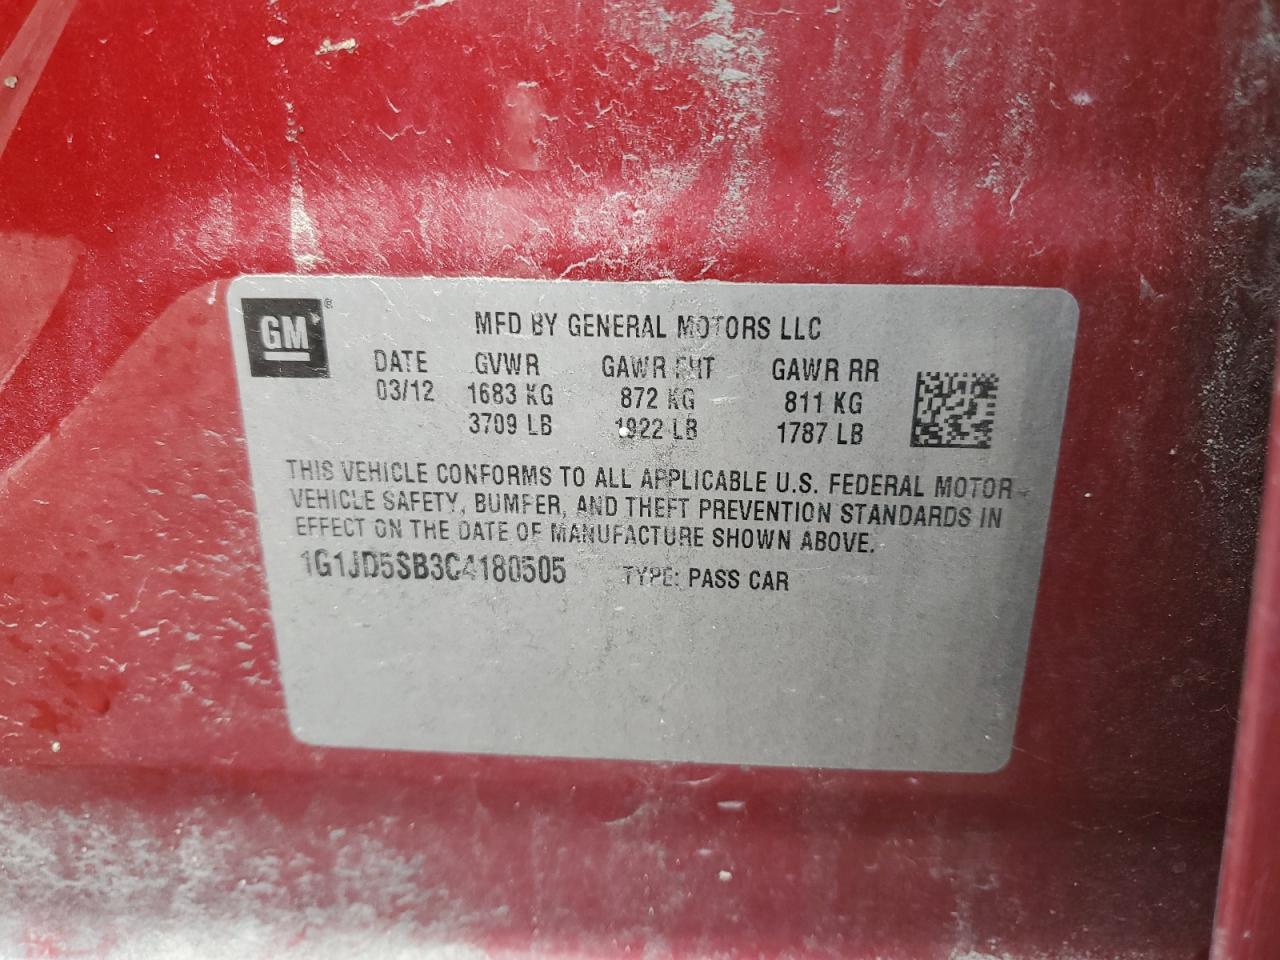 GM ®
MFD BY GENERAL MOTORS LLC
DATE GVWR GAWR FRT GAWR RR
03/12 1683 KG 872 KG 811 KG
3709 LB 1922 LB 1787 LB
THIS VEHICLE CONFORMS TO ALL APPLICABLE U.S. FEDERAL MOTOR
VEHICLE SAFETY, BUMPER, AND THEFT PREVENTION STANDARDS IN
EFFECT ON THE DATE OF MANUFACTURE SHOWN ABOVE.
1G1JD5SB3C4180505 TYPE: PASS CAR